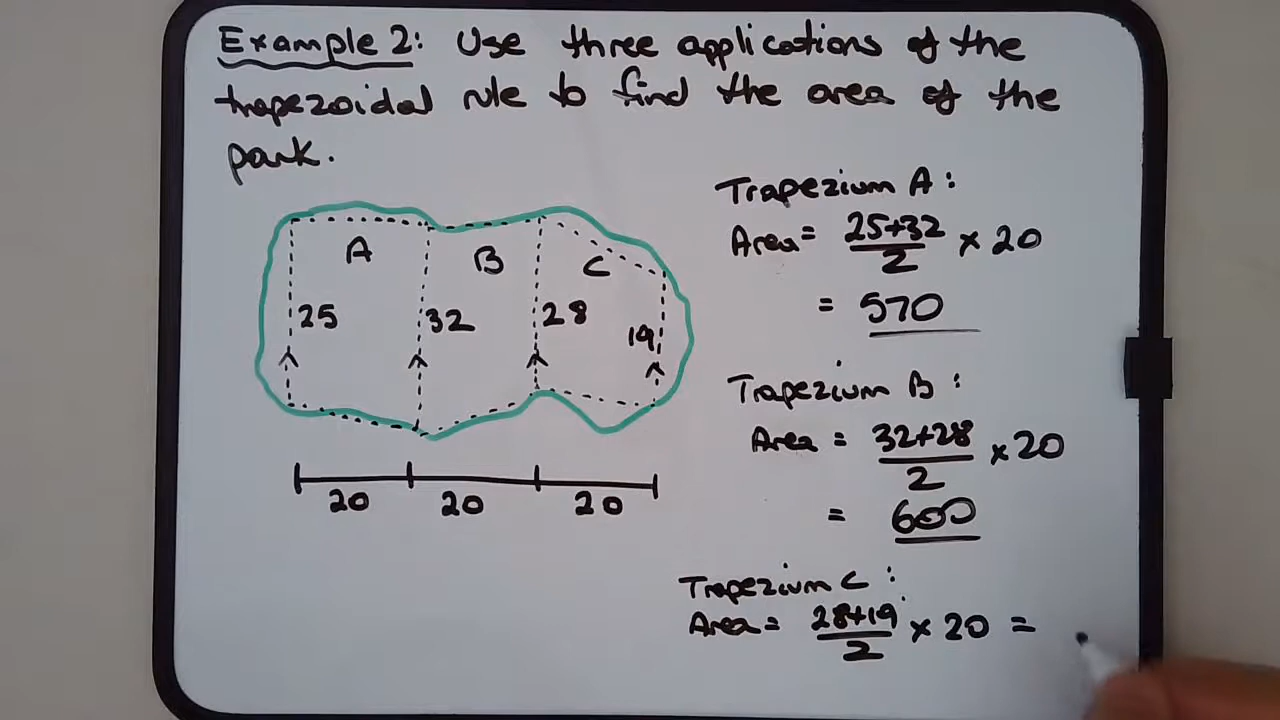 Example 2: Use three applications of the
trapezoidal rule to find the area of the
park.
A
B
C
25
32
28
19
20
20
20
Trapezium A:
Area = 25+32/2 × 20
= 570
Trapezium B:
Area = 32+28/2 × 20
= 600
Trapezium C:
Area = 28+19/2 × 20 =